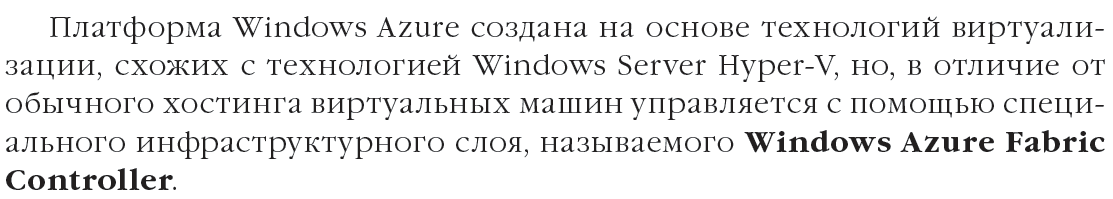 Платформа Windows Azure создана на основе технологий виртуали-
зации, схожих с технологией Windows Server Hyper-V, но, в отличие от
обычного хостинга виртуальных машин управляется с помощью специ-
ального инфраструктурного слоя, называемого Windows Azure Fabric
Controller.